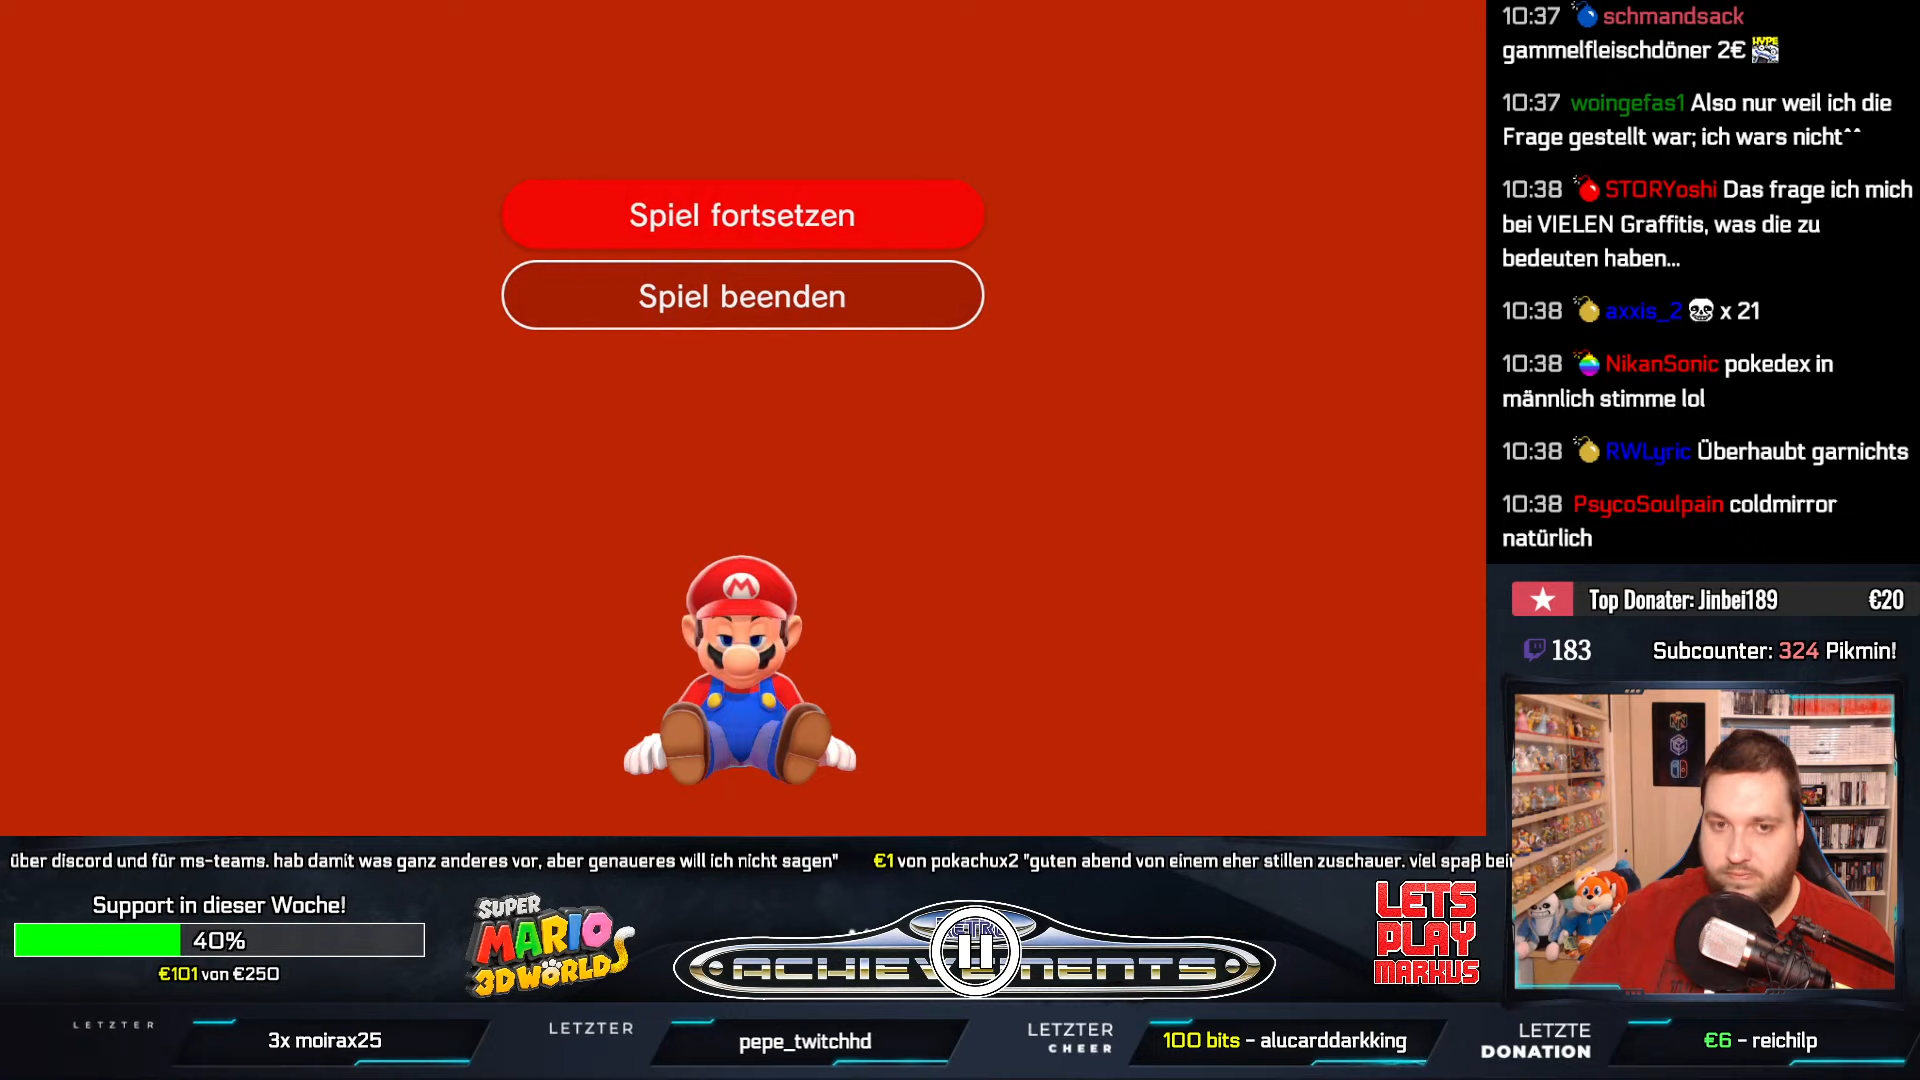 Spiel fortsetzen
Spiel beenden
M
10:37 schmandsack
gammelfleischdöner 2€ HYPE
10:37 woingefas1 Also nur weil ich die
Frage gestellt war; ich wars nicht^^
10:38 STORYoshi Das frage ich mich
bei VIELEN Graffitis, was die zu
bedeuten haben...
10:38 axxis_2 x 21
10:38 NikanSonic pokedex in
männlich stimme lol
10:38 RWLyric Überhaubt garnichts
10:38 PsycoSoulpain coldmirror
natürlich
Top Donater: Jinbei189 €20
183 Subcounter: 324 Pikmin!
über discord und für ms-teams. hab damit was ganz anderes vor, aber genaueres will ich nicht sagen" €1 von pokachux2 "guten abend von einem eher stillen zuschauer. viel spaß bei
Support in dieser Woche!
40%
€101 von €250
SUPER
MARIO
3D WORLD
RETRO
ACHIEVEMENTS
LETS
PLAY
MARKUS
LETZTER
3x moirax25
LETZTER
pepe_twitchhd
LETZTER
CHEER
100 bits - alucarddarkking
LETZTE
DONATION
€6 - reichilp